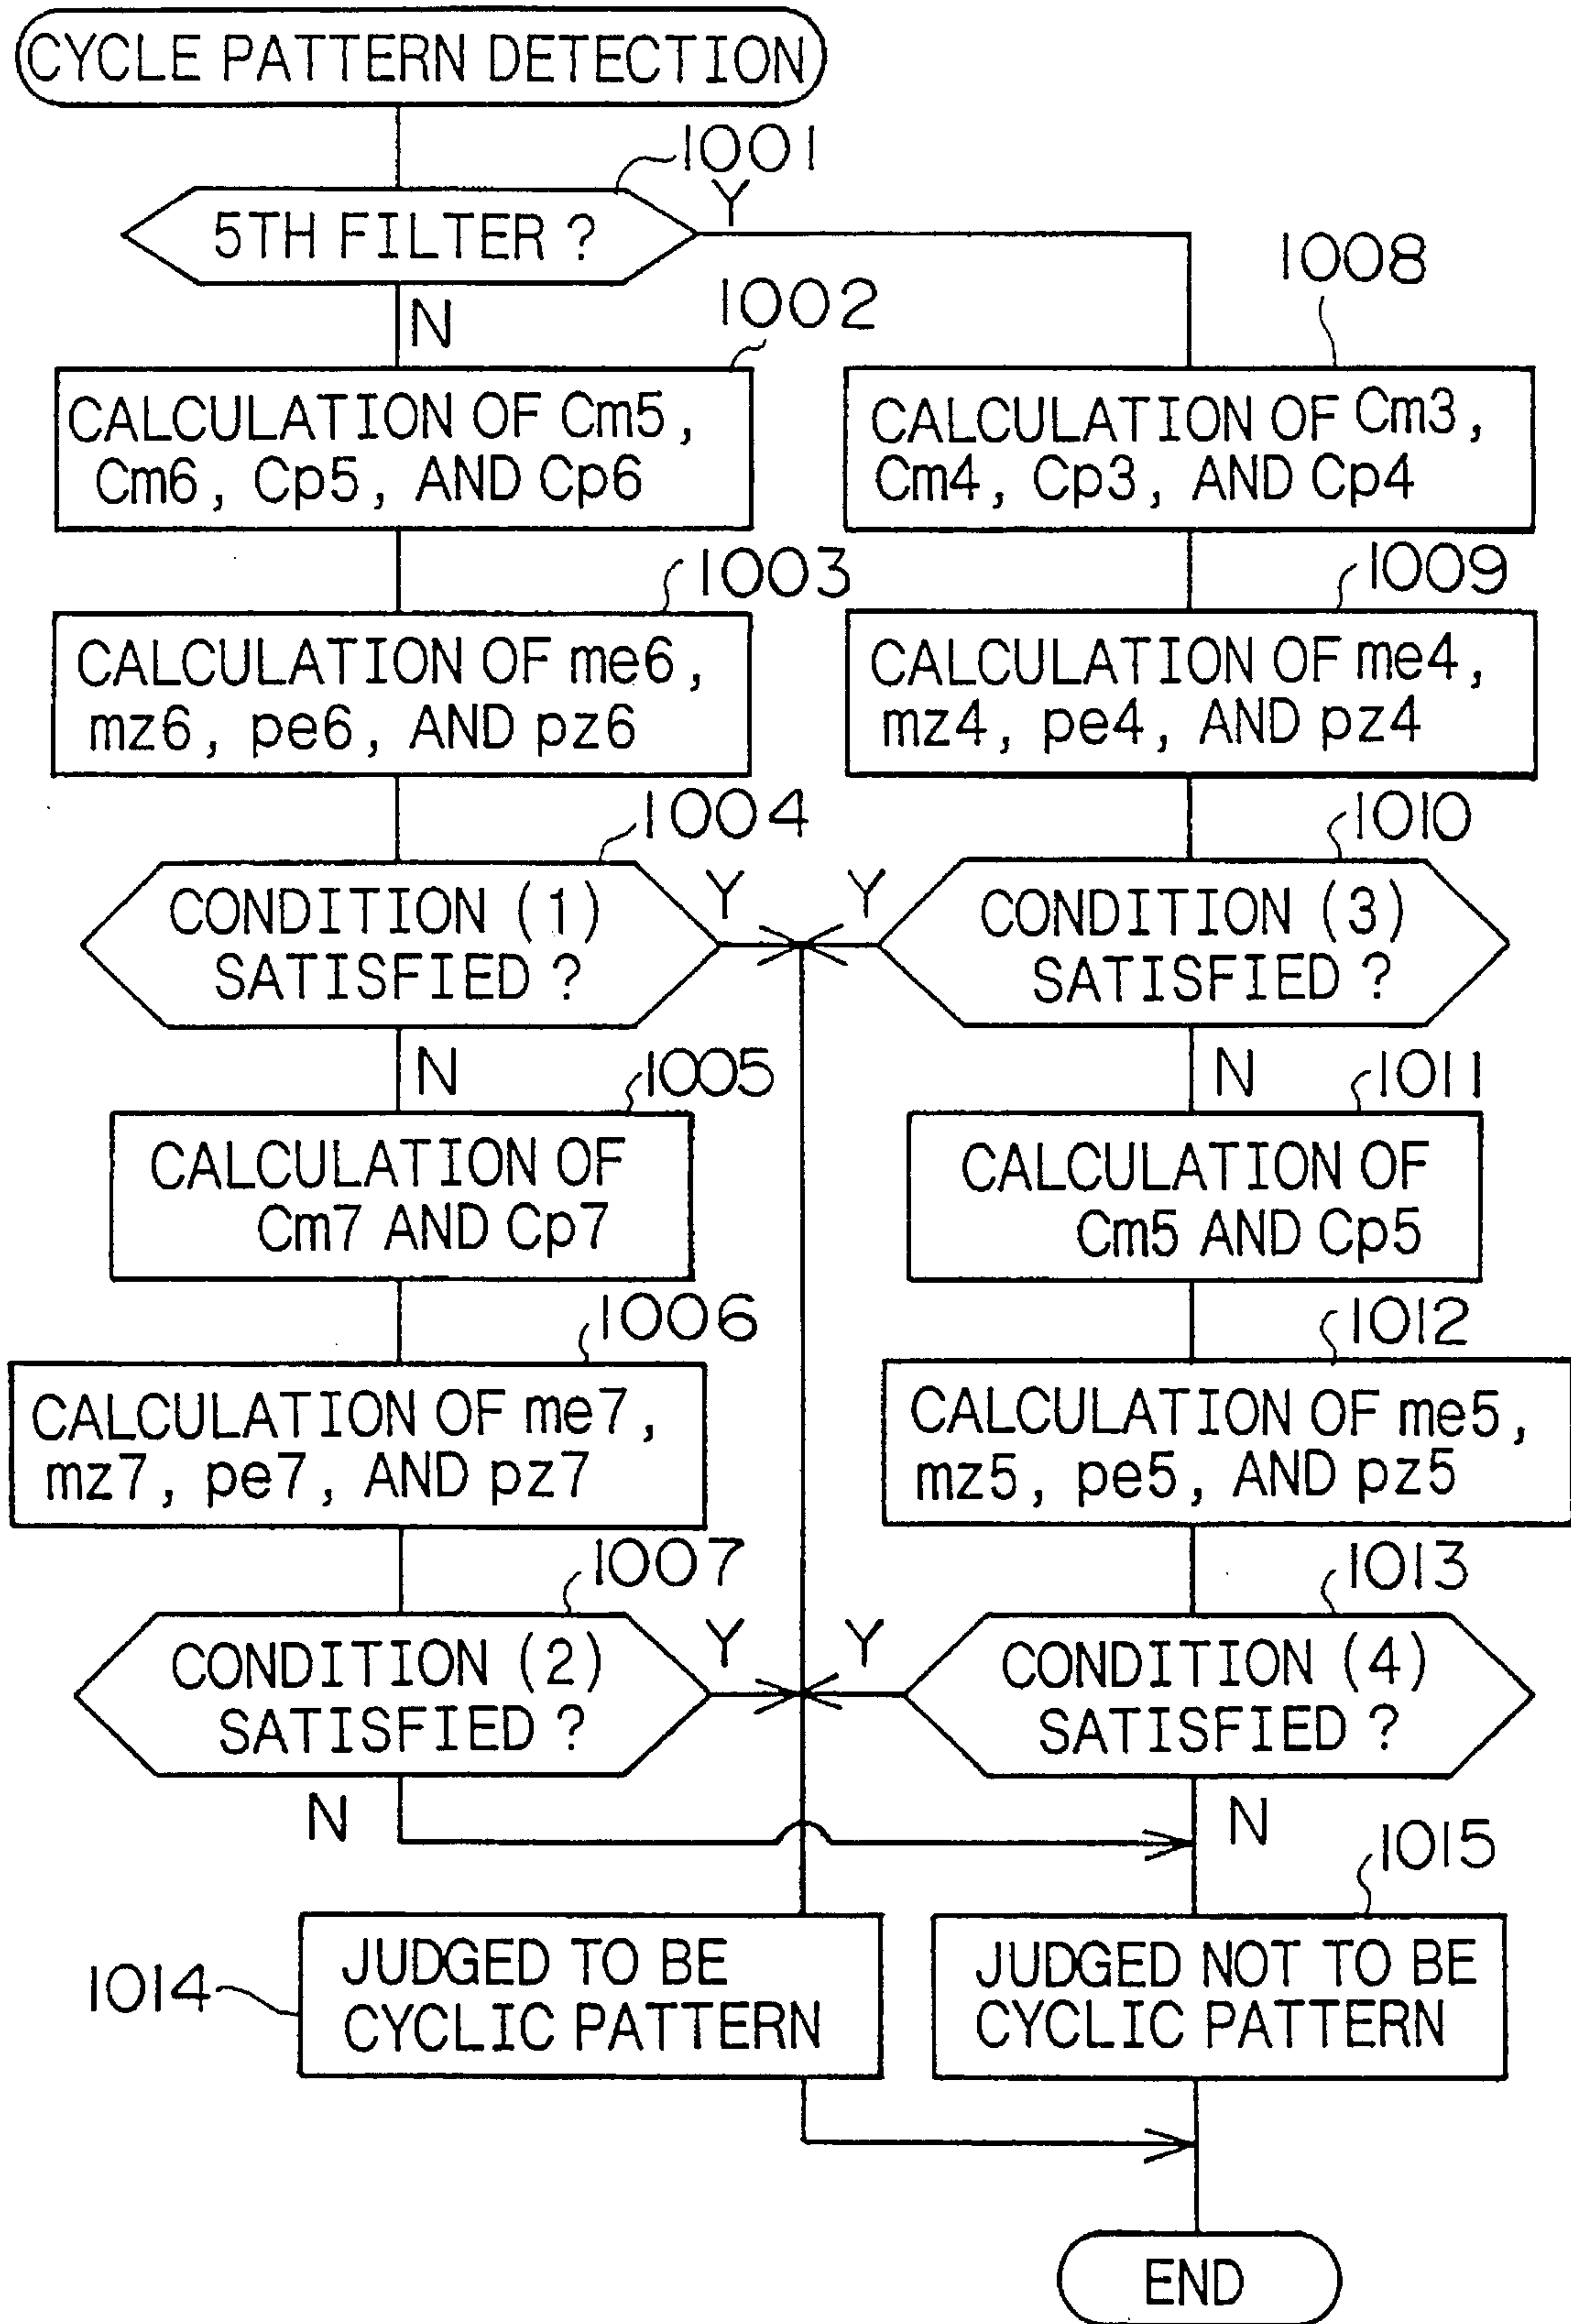 CYCLE PATTERN DETECTION
1001
5TH FILTER ?
Y
N
1002
CALCULATION OF Cm5,
Cm6, Cp5, AND Cp6
1003
CALCULATION OF me6,
mz6, pe6, AND pz6
1004
CONDITION (1)
SATISFIED ?
Y
N
1005
CALCULATION OF
Cm7 AND Cp7
1006
CALCULATION OF me7,
mz7, pe7, AND pz7
1007
CONDITION (2)
SATISFIED ?
Y
N
1008
CALCULATION OF Cm3,
Cm4, Cp3, AND Cp4
1009
CALCULATION OF me4,
mz4, pe4, AND pz4
1010
CONDITION (3)
SATISFIED ?
Y
N
1011
CALCULATION OF
Cm5 AND Cp5
1012
CALCULATION OF me5,
mz5, pe5, AND pz5
1013
CONDITION (4)
SATISFIED ?
Y
N
1014
JUDGED TO BE
CYCLIC PATTERN
1015
JUDGED NOT TO BE
CYCLIC PATTERN
END